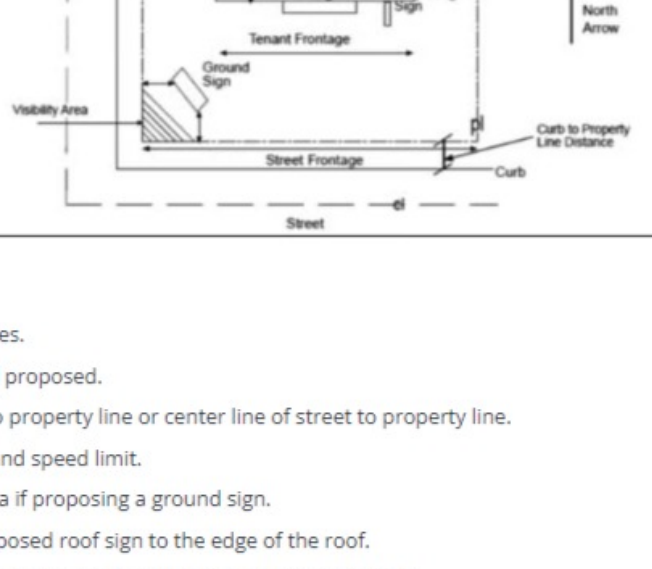 Sign
North
Arrow
Tenant Frontage
Ground
Sign
Visibility Area
pl
Curb to Property
Line Distance
Street Frontage
Curb
cl
Street
es.
proposed.
o property line or center line of street to property line.
nd speed limit.
a if proposing a ground sign.
posed roof sign to the edge of the roof.